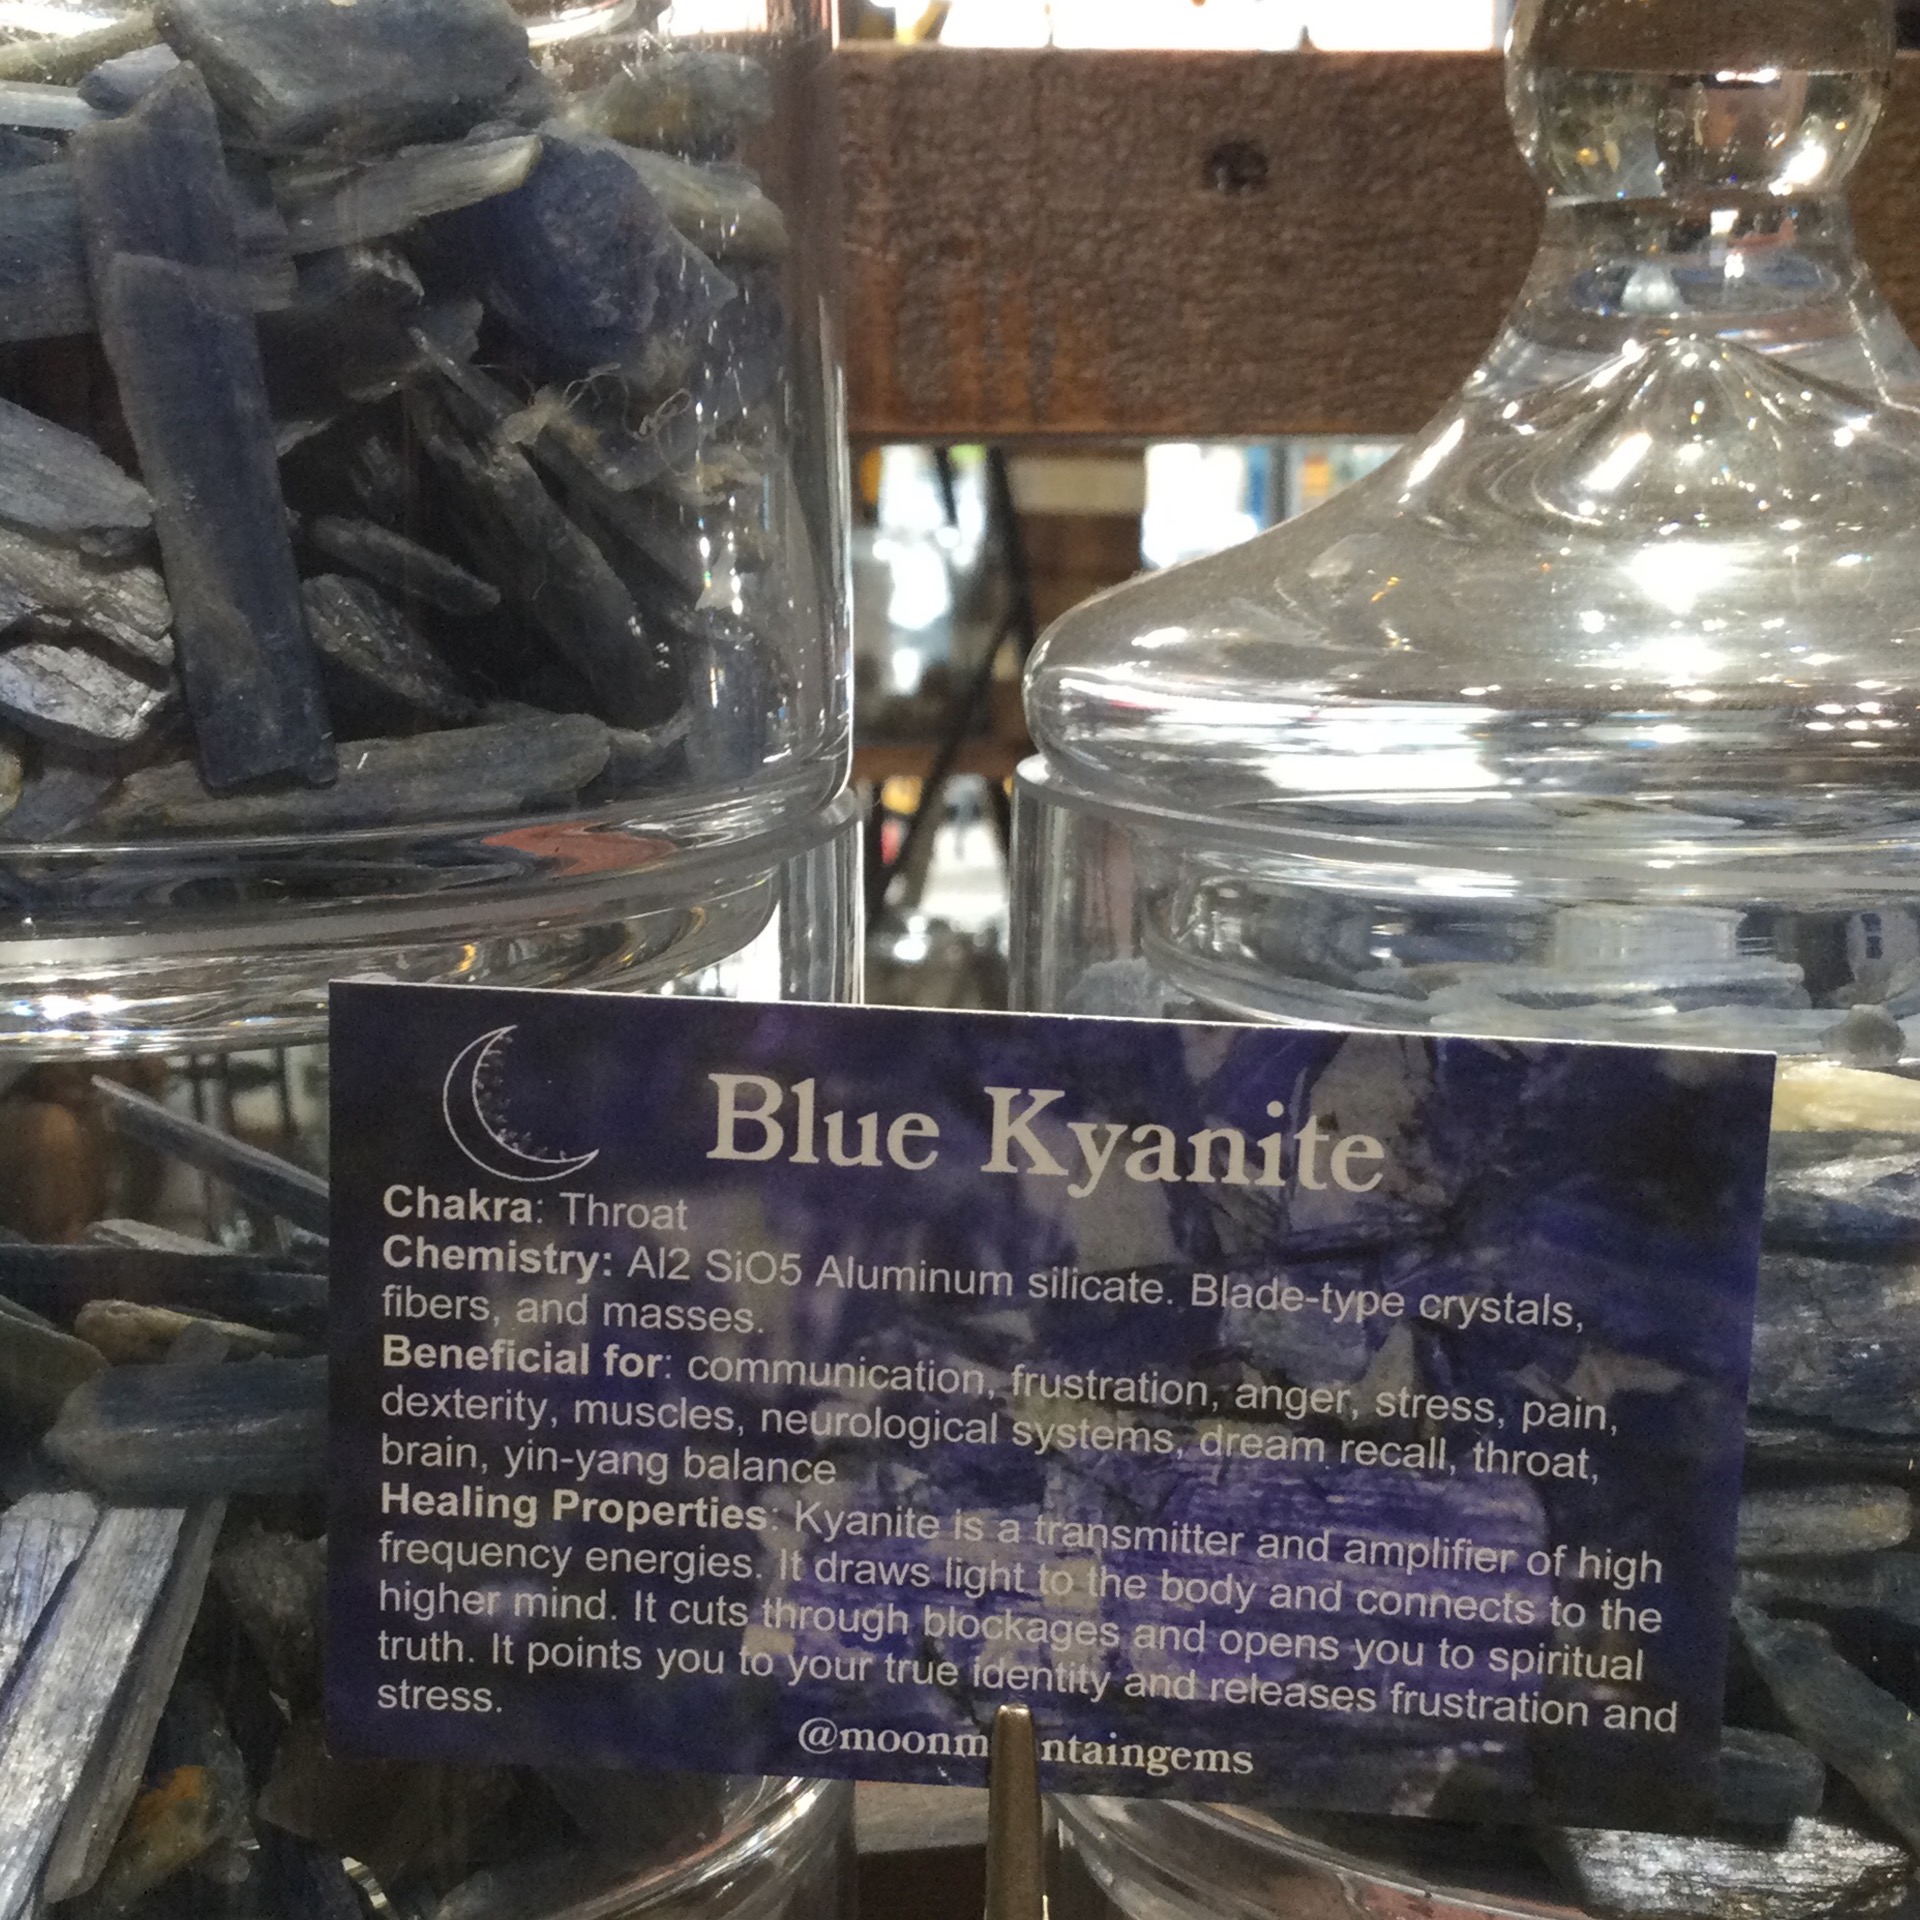 Blue Kyanite
Chakra: Throat
Chemistry: Al2 SiO5 Aluminum silicate. Blade-type crystals,
fibers, and masses.
Beneficial for: communication, frustration, anger, stress, pain,
dexterity, muscles, neurological systems, dream recall, throat,
brain, yin-yang balance
Healing Properties: Kyanite is a transmitter and amplifier of high
frequency energies. It draws light to the body and connects to the
higher mind. It cuts through blockages and opens you to spiritual
truth. It points you to your true identity and releases frustration and
stress.